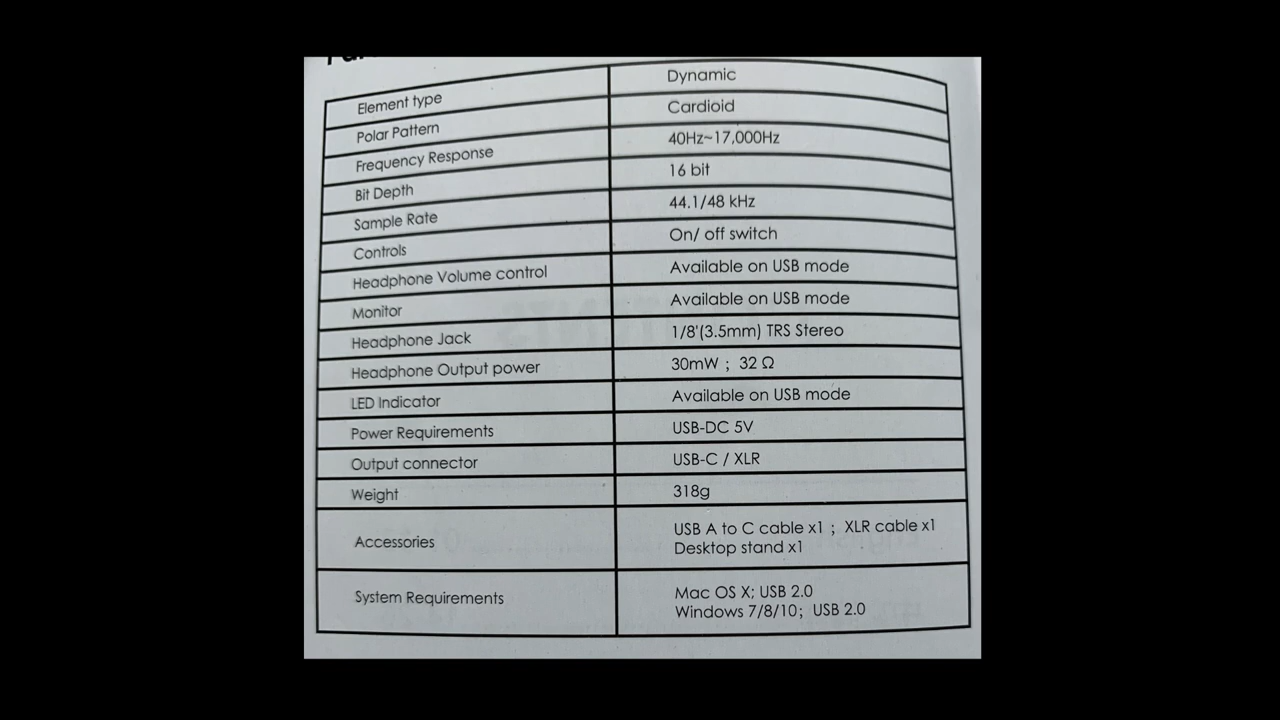 Element type Dynamic
Polar Pattern Cardioid
Frequency Response 40Hz~17,000Hz
Bit Depth 16 bit
Sample Rate 44.1/48 kHz
Controls On/ off switch
Headphone Volume control Available on USB mode
Monitor Available on USB mode
Headphone Jack 1/8'(3.5mm) TRS Stereo
Headphone Output power 30mW ; 32 Ω
LED Indicator Available on USB mode
Power Requirements USB-DC 5V
Output connector USB-C / XLR
Weight 318g
Accessories USB A to C cable x1 ; XLR cable x1
Desktop stand x1
System Requirements Mac OS X; USB 2.0
Windows 7/8/10; USB 2.0